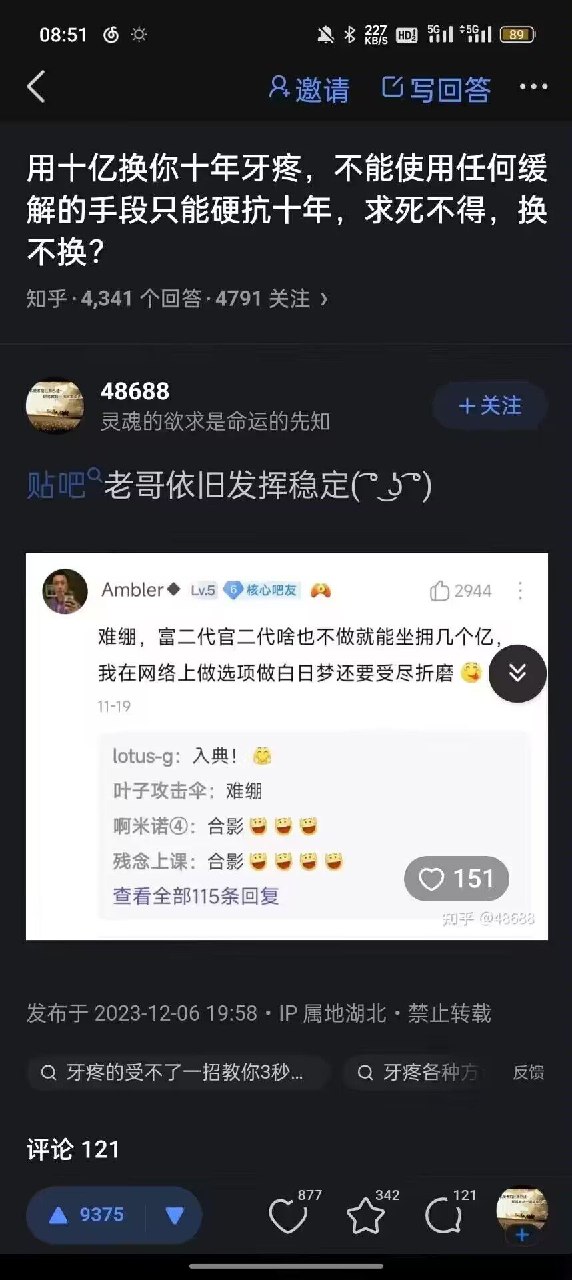 08:51 227 KB/S HD 5G 5G 89
邀请 写回答
用十亿换你十年牙疼，不能使用任何缓
解的手段只能硬抗十年，求死不得，换
不换？
知乎 · 4,341 个回答 · 4791 关注 >
48688
灵魂的欲求是命运的先知
+ 关注
贴吧老哥依旧发挥稳定( ͡° ͜ʖ ͡°)
Ambler◆ Lv.5 6 核心吧友 2944
难绷，富二代官二代啥也不做就能坐拥几个亿，
我在网络上做选项做白日梦还要受尽折磨
11-19
lotus-g：入典！
叶子攻击伞：难绷
啊米诺④：合影
残念上课：合影
查看全部115条回复
151
知乎 @48688
发布于 2023-12-06 19:58 · IP 属地湖北 · 禁止转载
牙疼的受不了一招教你3秒... 牙疼各种方 反馈
评论 121
9375 877 342 121